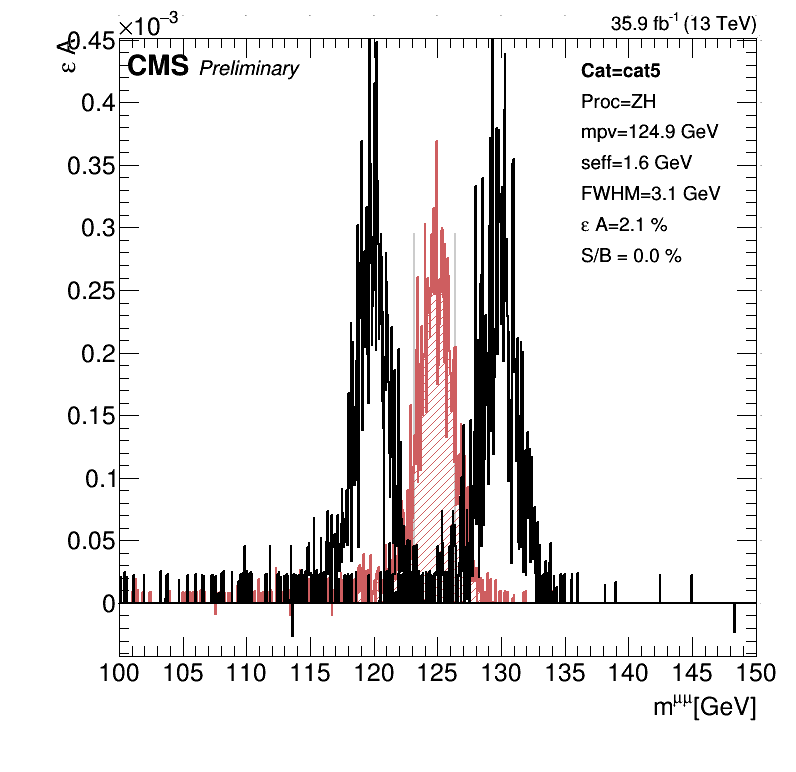 ×10⁻³
35.9 fb⁻¹ (13 TeV)
ε A
CMS Preliminary
Cat=cat5
Proc=ZH
mpv=124.9 GeV
seff=1.6 GeV
FWHM=3.1 GeV
ε A=2.1 %
S/B = 0.0 %
0.45
0.4
0.35
0.3
0.25
0.2
0.15
0.1
0.05
0
100 105 110 115 120 125 130 135 140 145 150
m^μμ[GeV]